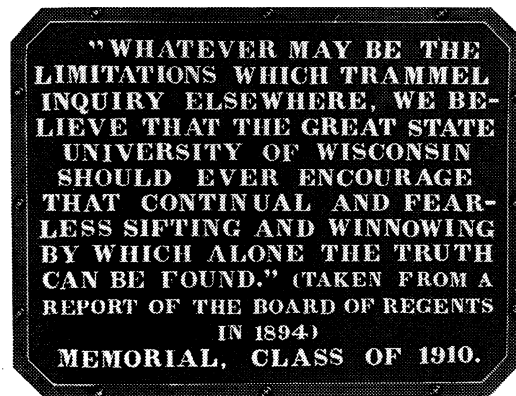 "WHATEVER MAY BE THE
LIMITATIONS WHICH TRAMMEL
INQUIRY ELSEWHERE, WE BE-
LIEVE THAT THE GREAT STATE
UNIVERSITY OF WISCONSIN
SHOULD EVER ENCOURAGE
THAT CONTINUAL AND FEAR-
LESS SIFTING AND WINNOWING
BY WHICH ALONE THE TRUTH
CAN BE FOUND." (TAKEN FROM A
REPORT OF THE BOARD OF REGENTS
IN 1894)
MEMORIAL, CLASS OF 1910.